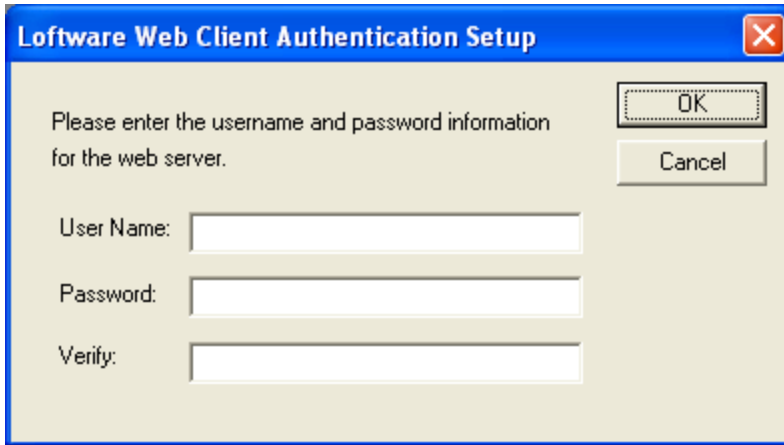 Loftware Web Client Authentication Setup
Please enter the username and password information
for the web server.
OK
Cancel
User Name:
Password:
Verify: